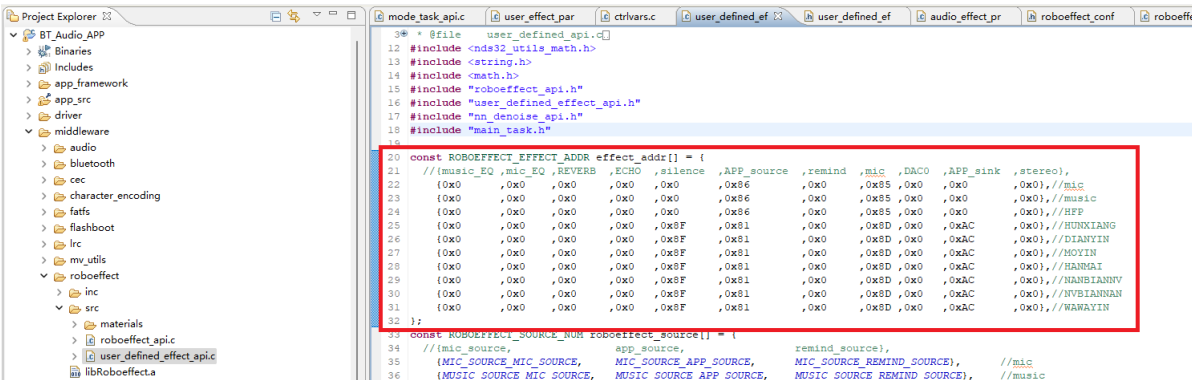 Project Explorer
BT_Audio_APP
Binaries
Includes
app_framework
app_src
driver
middleware
audio
bluetooth
cec
character_encoding
fatfs
flashboot
lrc
mv_utils
roboeffect
inc
src
materials
roboeffect_api.c
user_defined_effect_api.c
libRoboeffect.a
mode_task_api.c user_effect_par ctrlvars.c user_defined_ef user_defined_ef audio_effect_pr roboeffect_conf roboeffe
3 * @file user_defined_api.c
12 #include <nds32_utils_math.h>
13 #include <string.h>
14 #include <math.h>
15 #include "roboeffect_api.h"
16 #include "user_defined_effect_api.h"
17 #include "nn_denoise_api.h"
18 #include "main_task.h"
19
20 const ROBOEFFECT_EFFECT_ADDR effect_addr[] = {
21 //{music_EQ ,mic_EQ ,REVERB ,ECHO ,silence ,APP_source ,remind ,mic ,DAC0 ,APP_sink ,stereo},
22 {0x0 ,0x0 ,0x0 ,0x0 ,0x0 ,0x86 ,0x0 ,0x85 ,0x0 ,0x0 ,0x0},//mic
23 {0x0 ,0x0 ,0x0 ,0x0 ,0x0 ,0x86 ,0x0 ,0x85 ,0x0 ,0x0 ,0x0},//music
24 {0x0 ,0x0 ,0x0 ,0x0 ,0x0 ,0x86 ,0x0 ,0x85 ,0x0 ,0x0 ,0x0},//HFP
25 {0x0 ,0x0 ,0x0 ,0x0 ,0x8F ,0x81 ,0x0 ,0x8D ,0x0 ,0xAC ,0x0},//HUNXIANG
26 {0x0 ,0x0 ,0x0 ,0x0 ,0x8F ,0x81 ,0x0 ,0x8D ,0x0 ,0xAC ,0x0},//DIANYIN
27 {0x0 ,0x0 ,0x0 ,0x0 ,0x8F ,0x81 ,0x0 ,0x8D ,0x0 ,0xAC ,0x0},//MOYIN
28 {0x0 ,0x0 ,0x0 ,0x0 ,0x8F ,0x81 ,0x0 ,0x8D ,0x0 ,0xAC ,0x0},//HANMAI
29 {0x0 ,0x0 ,0x0 ,0x0 ,0x8F ,0x81 ,0x0 ,0x8D ,0x0 ,0xAC ,0x0},//NANBIANNV
30 {0x0 ,0x0 ,0x0 ,0x0 ,0x8F ,0x81 ,0x0 ,0x8D ,0x0 ,0xAC ,0x0},//NVBIANNAN
31 {0x0 ,0x0 ,0x0 ,0x0 ,0x8F ,0x81 ,0x0 ,0x8D ,0x0 ,0xAC ,0x0},//WAWAYIN
32 };
33 const ROBOEFFECT_SOURCE_NUM roboeffect_source[] = {
34 //{mic_source, app_source, remind_source},
35 {MIC_SOURCE_MIC_SOURCE, MIC_SOURCE_APP_SOURCE, MIC_SOURCE_REMIND_SOURCE}, //mic
36 {MUSIC_SOURCE_MIC_SOURCE, MUSIC_SOURCE_APP_SOURCE, MUSIC_SOURCE_REMIND_SOURCE}, //music